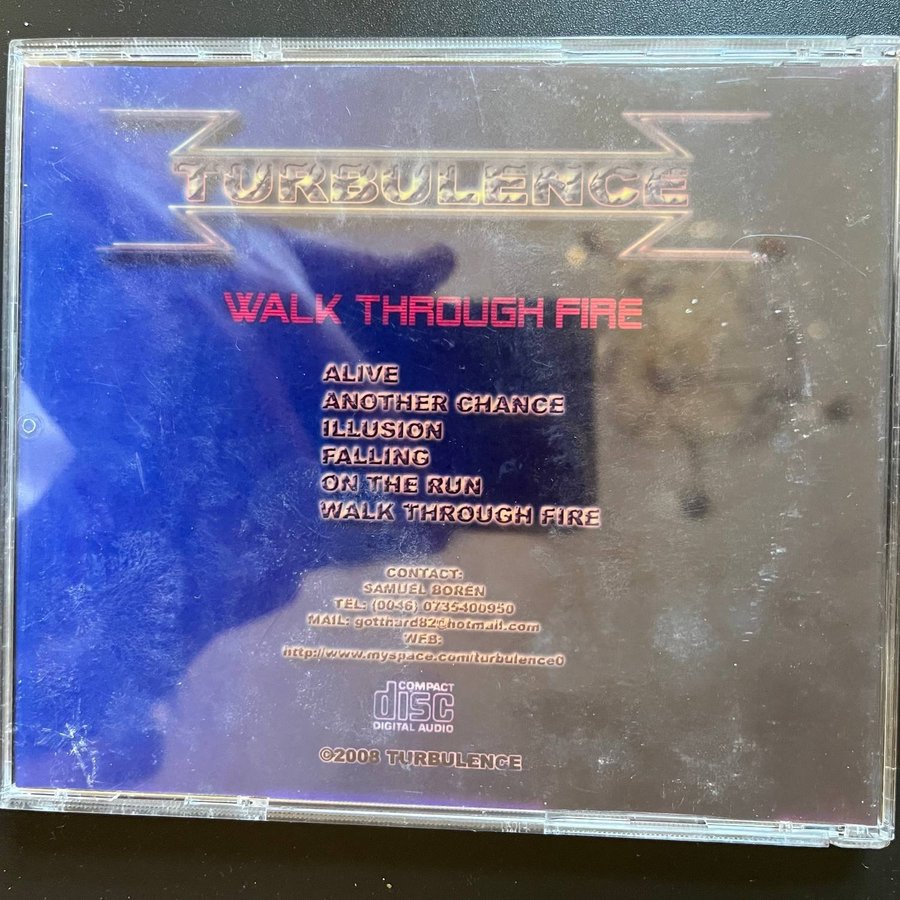 TURBULENCE
WALK THROUGH FIRE
ALIVE
ANOTHER CHANCE
ILLUSION
FALLING
ON THE RUN
WALK THROUGH FIRE
CONTACT:
SAMUEL BOREN
TEL: (0046) 0735400950
MAIL: gotthard82@hotmail.com
WEB:
http://www.myspace.com/turbulence0
COMPACT
disc
DIGITAL AUDIO
©2008 TURBULENCE